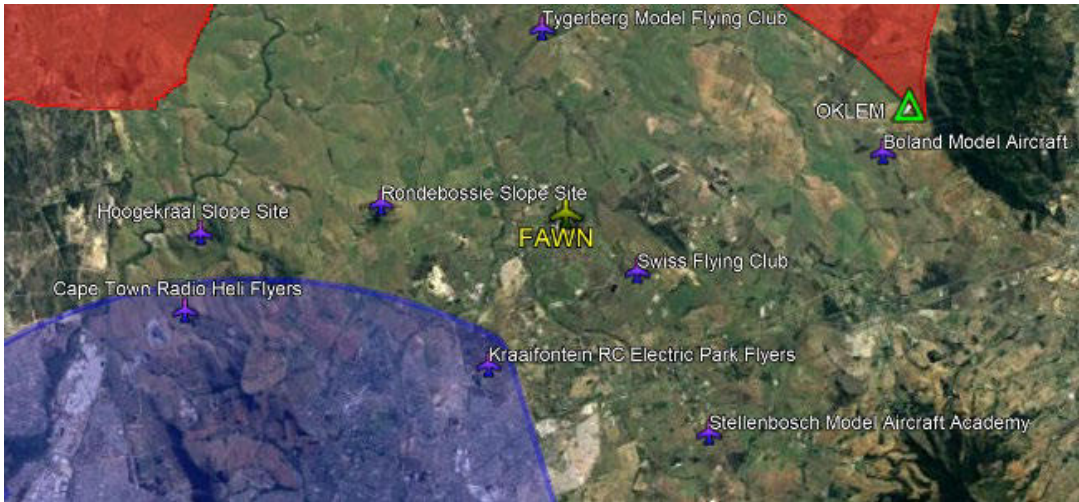 Tygerberg Model Flying Club
OKLEM
Boland Model Aircraft
Rondebossie Slope Site
Hoogekraal Slope Site
FAWN
Swiss Flying Club
Cape Town Radio Heli Flyers
Kraaifontein RC Electric Park Flyers
Stellenbosch Model Aircraft Academy